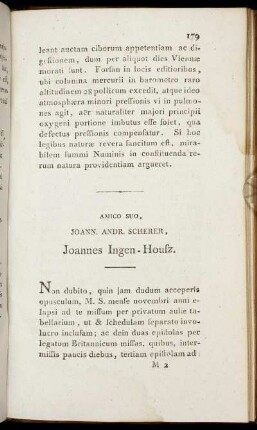 179
leant auctam ciborum appetentiam ac di-
gestionem, dum per aliquot dies Viennæ
morati sunt. Forsan in locis editioribus,
ubi columna mercurii in barometro raro
altitudinem 28 pollicum excedit, atque ideo
atmosphæra minori pressionis vi in pulmo-
nes agit, aër naturaliter majori principii
oxygeni portione imbutus esse solet, qua
defectus pressionis compensatur. Si hoc
legibus naturæ revera sancitum est, mira-
bilem summi Numinis in constituenda re-
rum natura providentiam argueret.
AMICO SUO,
JOANN. ANDR. SCHERER,
Joannes Ingen-Housz.
Non dubito, quin jam dudum acceperis
opusculum, M. S. mense novembri anni e-
lapsi ad te missum per privatum aulæ ta-
bellarium, ut & schedulam separato invo-
lucro inclusam; ac dein duas epistolas per
legatum Britannicum missas, quibus, inter-
missis paucis diebus, tertiam epistolam ad
M 2